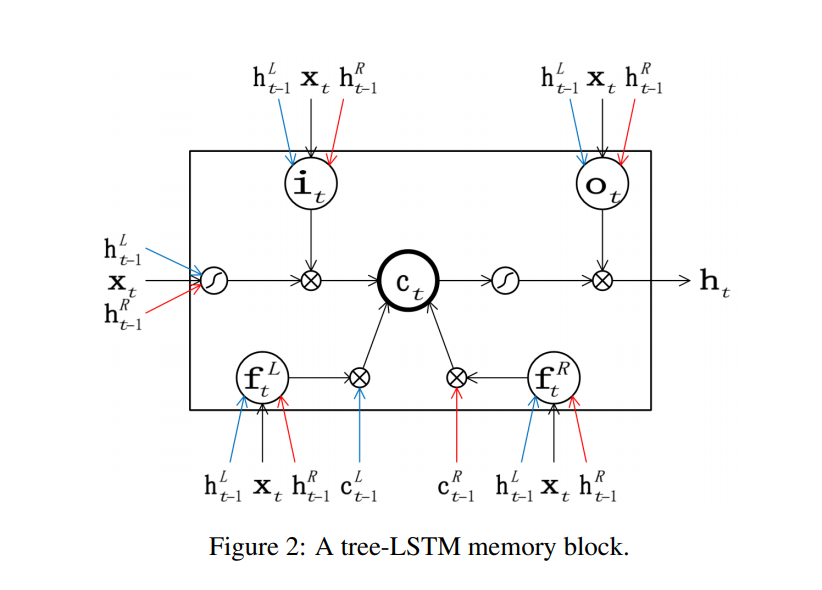 h^L_{t-1} x_t h^R_{t-1} h^L_{t-1} x_t h^R_{t-1}
i_t o_t
h^L_{t-1}
x_t c_t h_t
h^R_{t-1}
f^L_t f^R_t
h^L_{t-1} x_t h^R_{t-1} c^L_{t-1} c^R_{t-1} h^L_{t-1} x_t h^R_{t-1}
Figure 2: A tree-LSTM memory block.